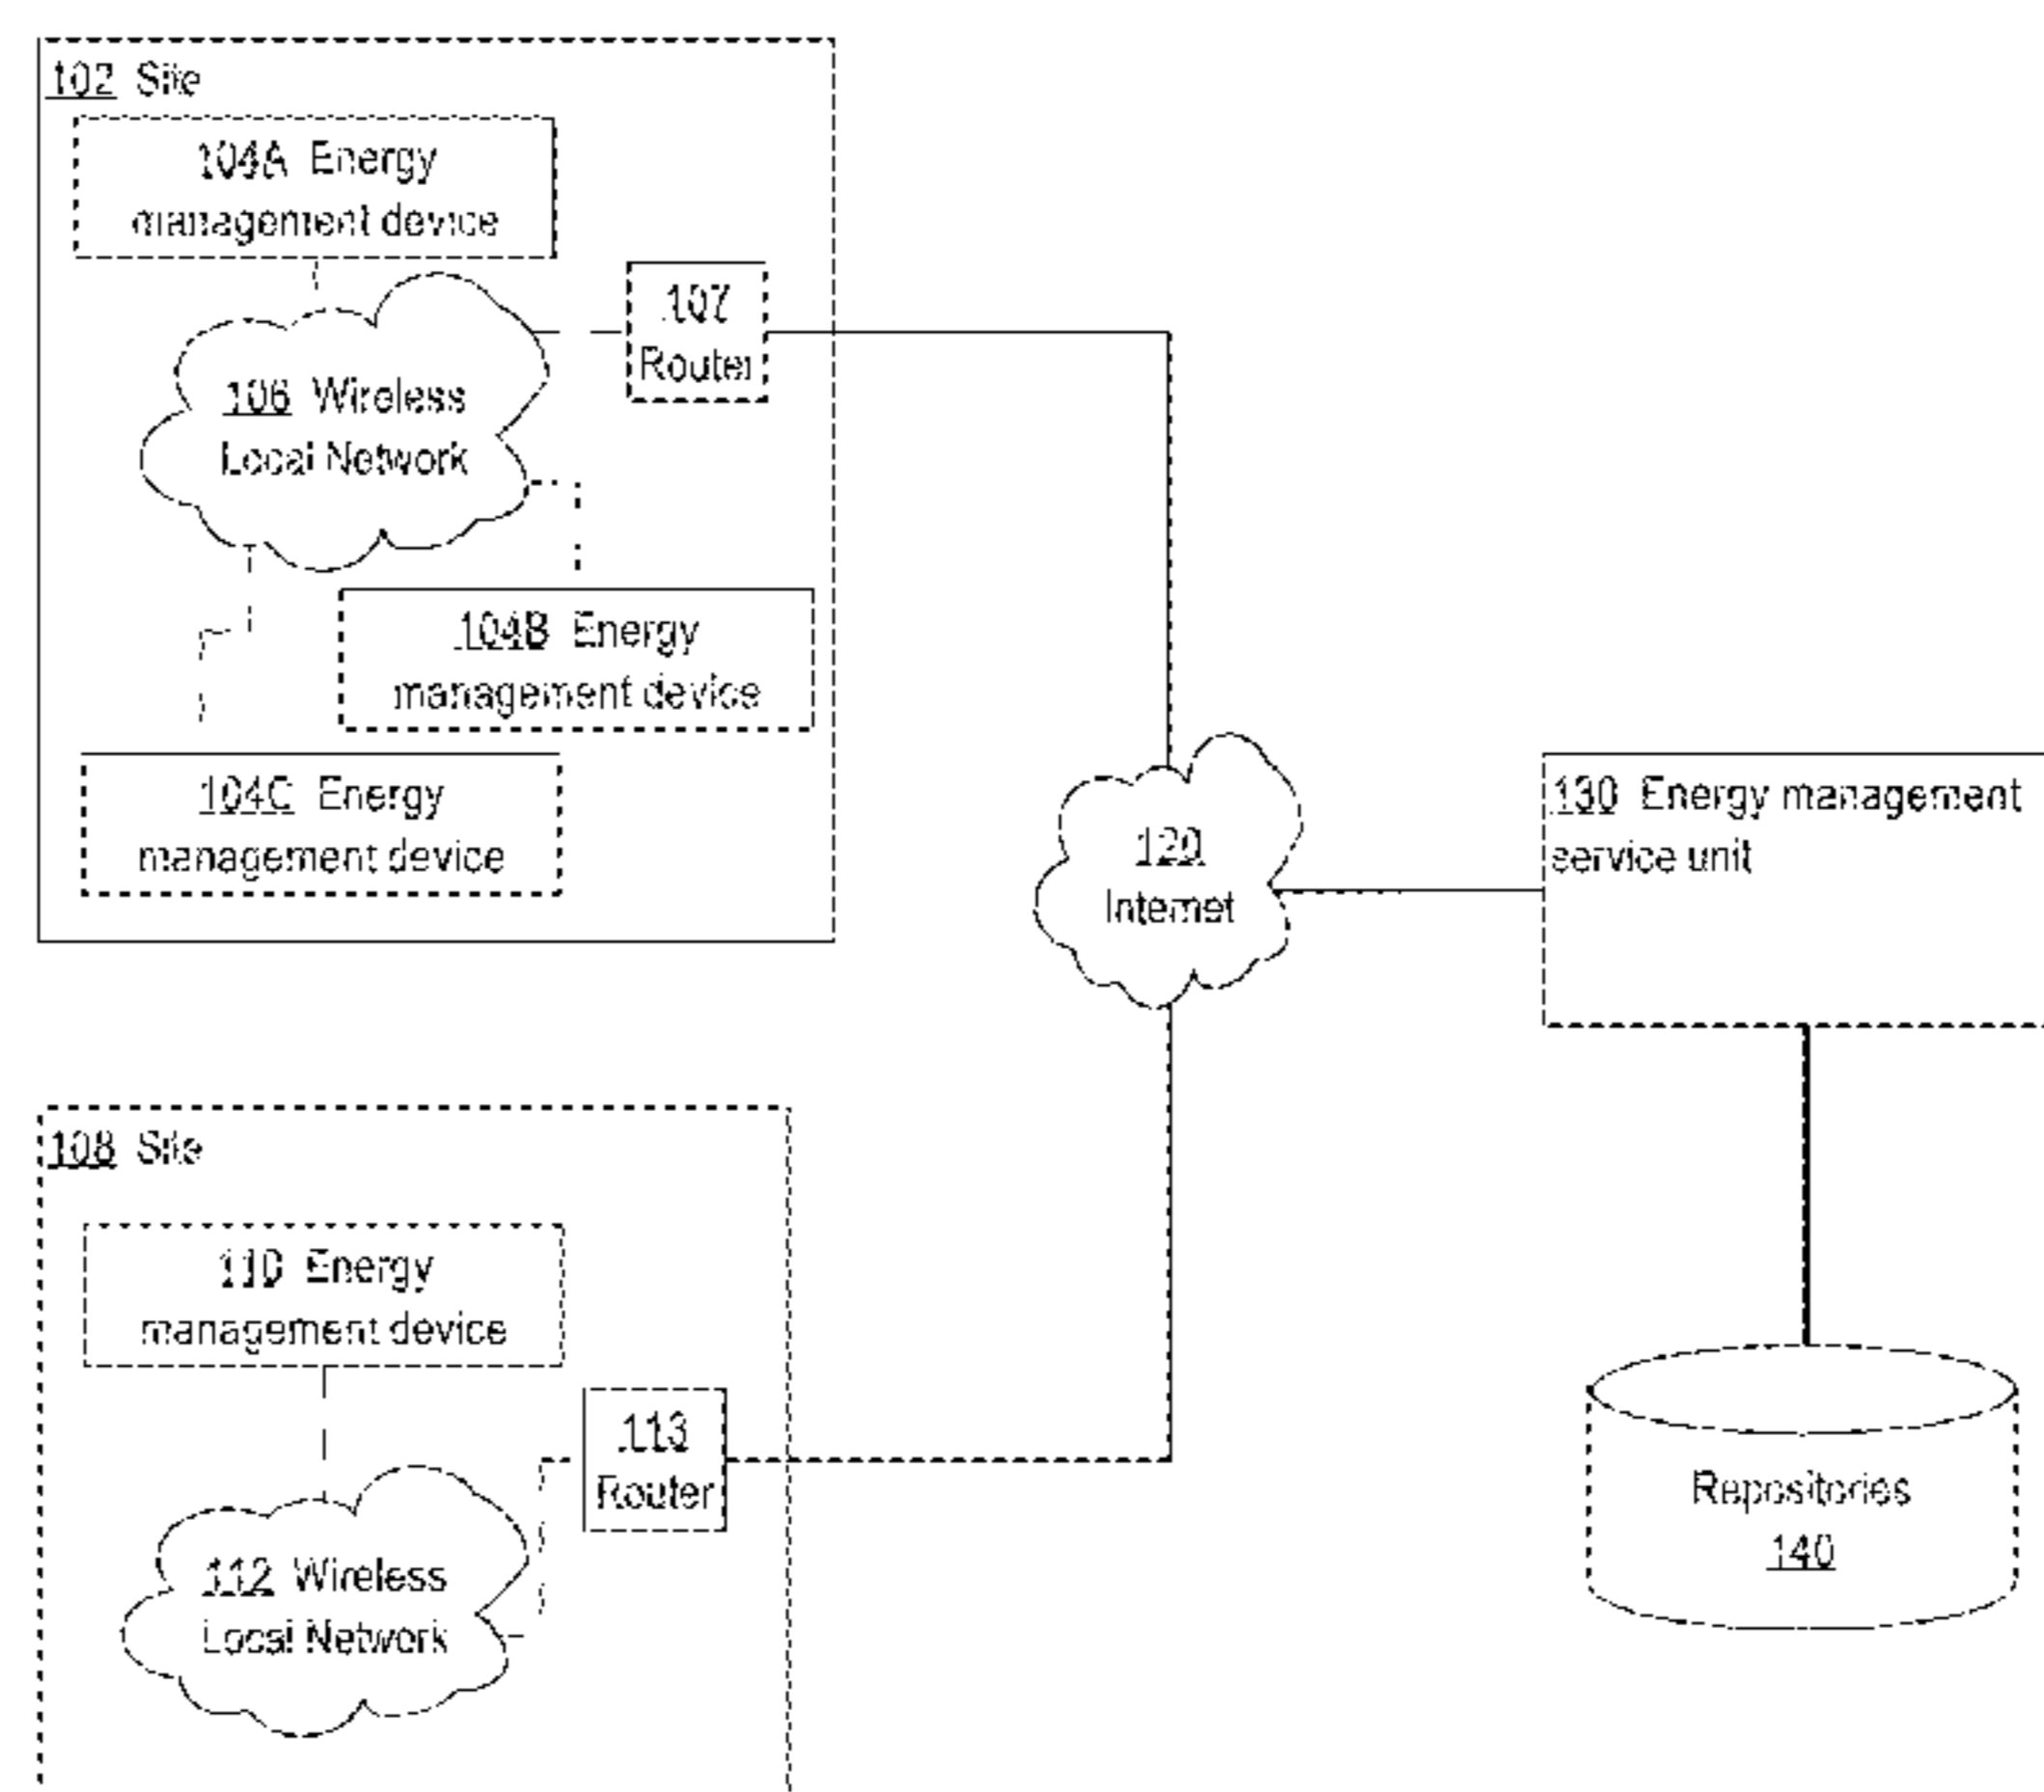 102 Site
104A Energy
management device
107
Router
106 Wireless
Local Network
104B Energy
management device
104C Energy
management device
120
Internet
130 Energy management
service unit
108 Site
110 Energy
management device
113
Router
112 Wireless
Local Network
Repositories
140